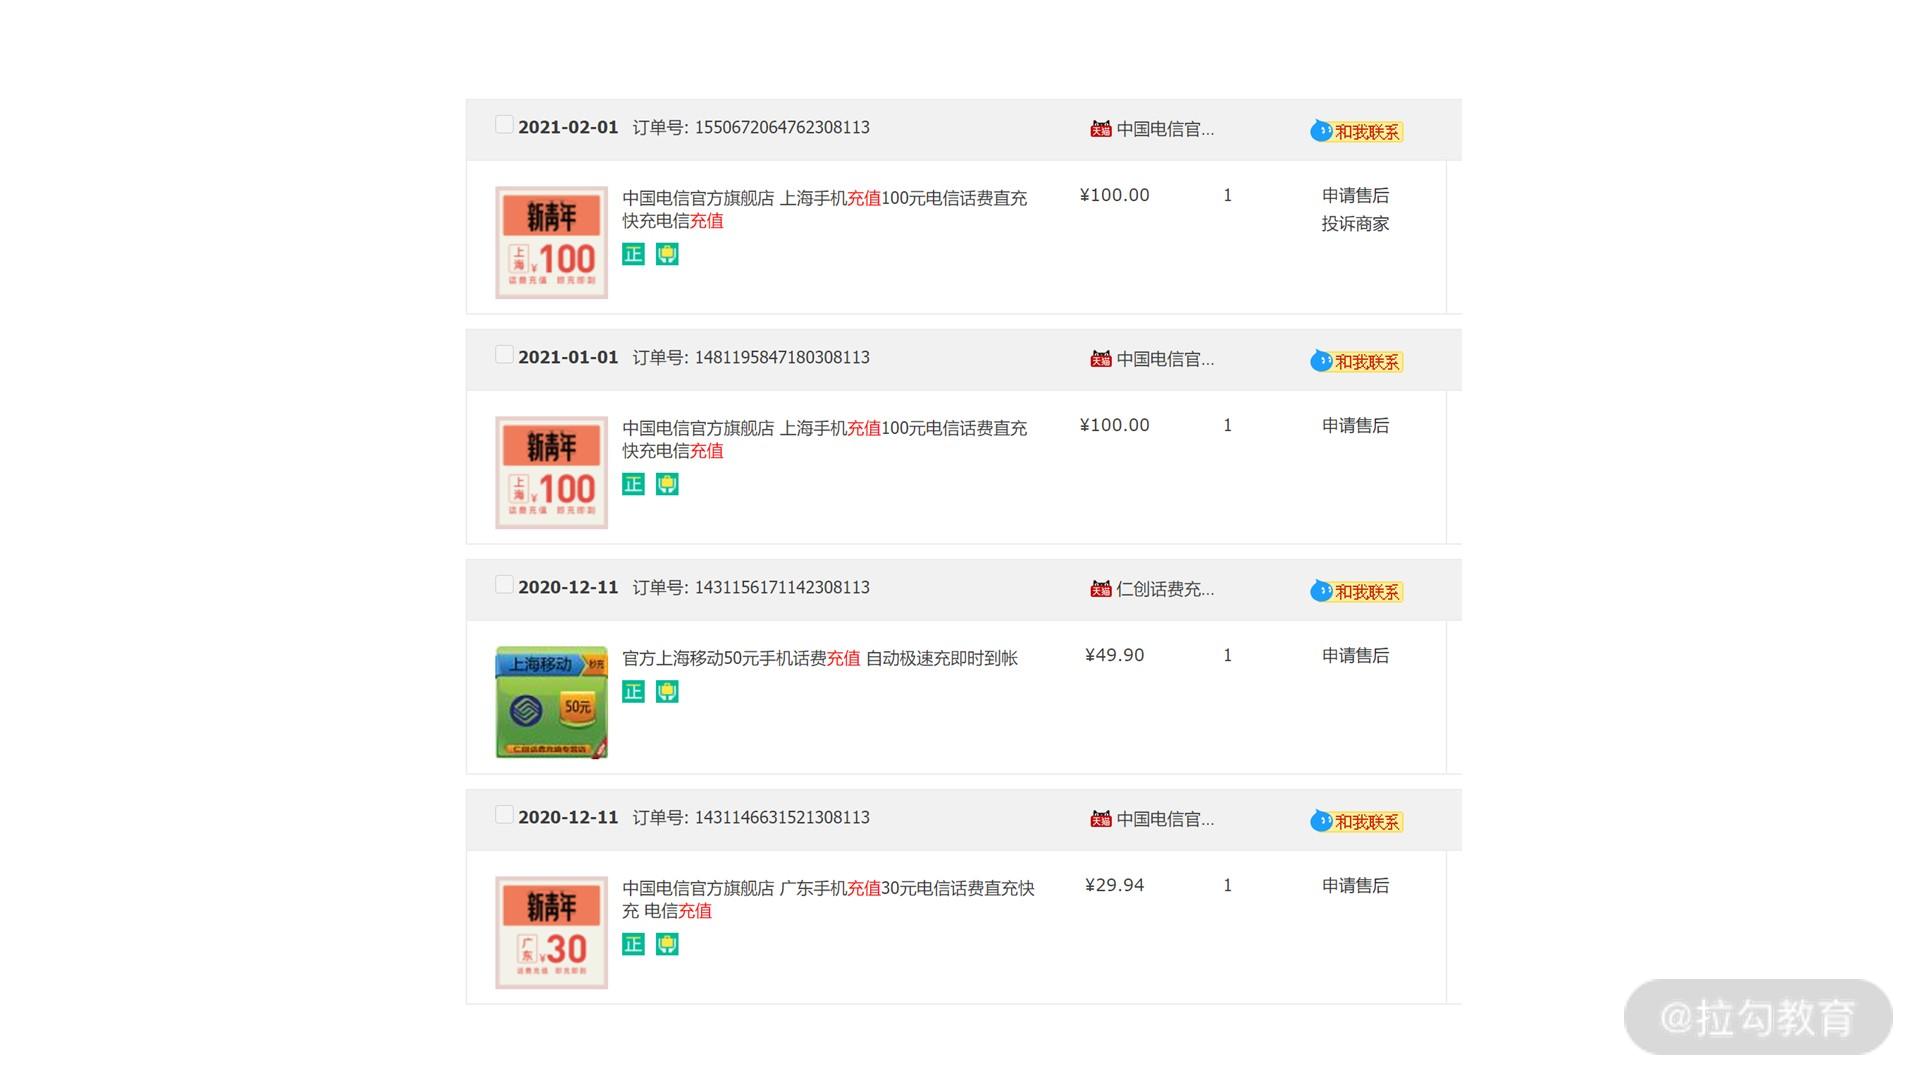 2021-02-01 订单号: 1550672064762308113 天猫 中国电信官... 和我联系
新青年
上海 ¥100
话费充值 即充即到
中国电信官方旗舰店 上海手机充值100元电信话费直充
快充电信充值
正
¥100.00 1 申请售后
投诉商家
2021-01-01 订单号: 1481195847180308113 天猫 中国电信官... 和我联系
新青年
上海 ¥100
话费充值 即充即到
中国电信官方旗舰店 上海手机充值100元电信话费直充
快充电信充值
正
¥100.00 1 申请售后
2020-12-11 订单号: 1431156171142308113 天猫 仁创话费充... 和我联系
上海移动 秒充
50元
仁创话费充值专营店
官方上海移动50元手机话费充值 自动极速充即时到帐
正
¥49.90 1 申请售后
2020-12-11 订单号: 1431146631521308113 天猫 中国电信官... 和我联系
新青年
广东 ¥30
话费充值 即充即到
中国电信官方旗舰店 广东手机充值30元电信话费直充快
充 电信充值
正
¥29.94 1 申请售后
@拉勾教育